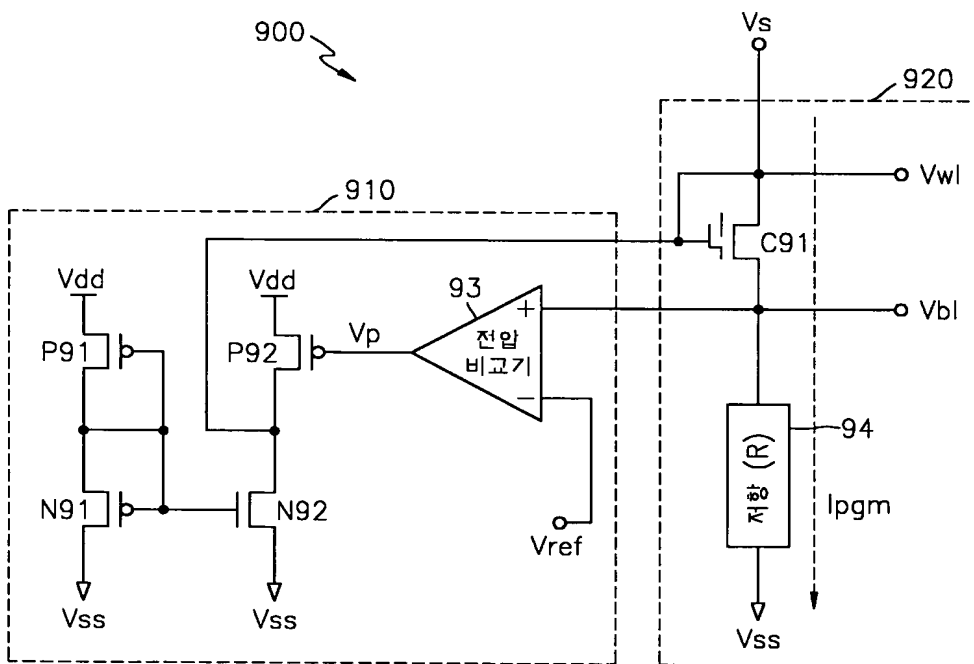 900
Vs
920
Vwl
910
C91
Vdd
Vdd
93
Vbl
P91
P92
Vp
+
전압
비교기
−
94
저항 (R)
N91
N92
Ipgm
Vref
Vss
Vss
Vss